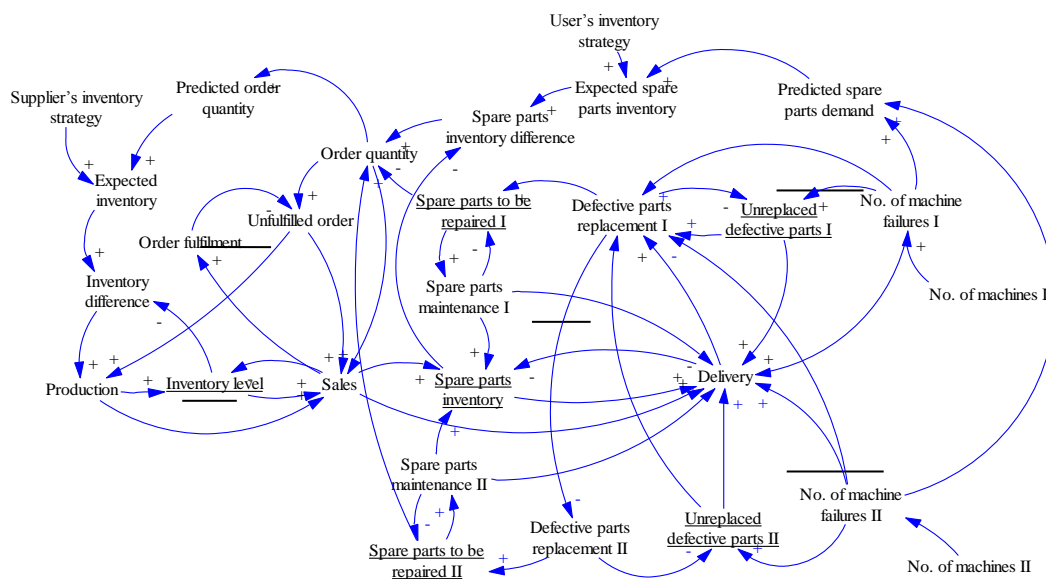 User's inventory
strategy
Predicted order
quantity
Supplier's inventory
strategy
Expected spare
parts inventory
Predicted spare
parts demand
Spare parts
inventory difference
Order quantity
Expected
inventory
Spare parts to be
repaired I
Defective parts
replacement I
Unreplaced
defective parts I
No. of machine
failures I
Unfulfilled order
Order fulfilment
Inventory
difference
Spare parts
maintenance I
No. of machines I
Production
Inventory level
Sales
Spare parts
inventory
Delivery
Spare parts
maintenance II
No. of machine
failures II
Unreplaced
defective parts II
Defective parts
replacement II
Spare parts to be
repaired II
No. of machines II